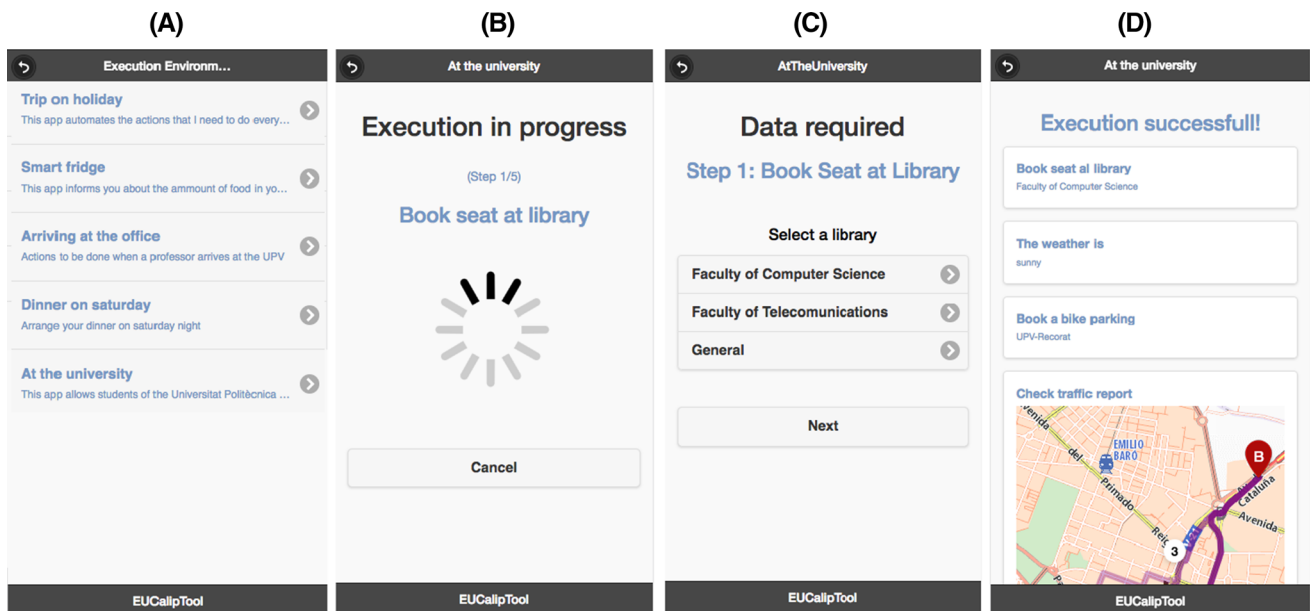 (A)
Execution Environm...
Trip on holiday
This app automates the actions that I need to do every...
Smart fridge
This app informs you about the ammount of food in yo...
Arriving at the office
Actions to be done when a professor arrives at the UPV
Dinner on saturday
Arrange your dinner on saturday night
At the university
This app allows students of the Universitat Politècnica ...
EUCalipTool
(B)
At the university
Execution in progress
(Step 1/5)
Book seat at library
Cancel
EUCalipTool
(C)
AtTheUniversity
Data required
Step 1: Book Seat at Library
Select a library
Faculty of Computer Science
Faculty of Telecomunications
General
Next
EUCalipTool
(D)
At the university
Execution successfull!
Book seat al library
Faculty of Computer Science
The weather is
sunny
Book a bike parking
UPV-Recorat
Check traffic report
EMILIO
BARÓ
B
Cataluña
Avenida
del
Primado
Reig
Avenida
3
EUCalipTool